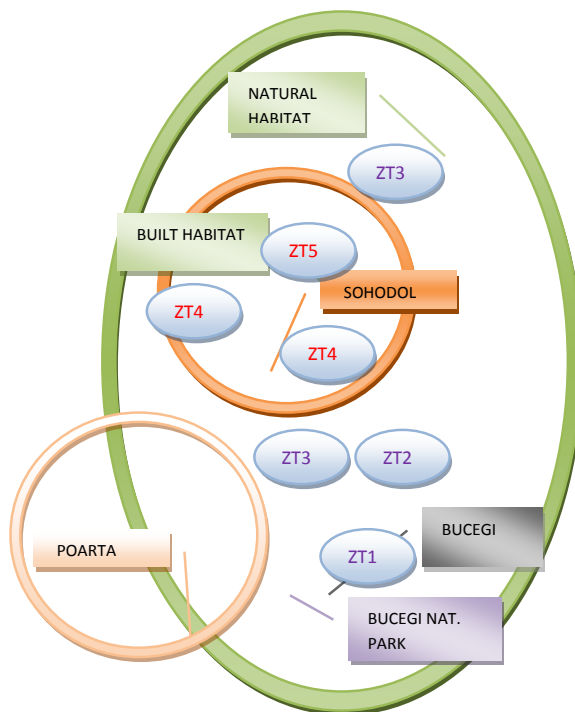 NATURAL
HABITAT
ZT3
BUILT HABITAT
ZT5
SOHODOL
ZT4
ZT4
ZT3
ZT2
BUCEGI
POARTA
ZT1
BUCEGI NAT.
PARK